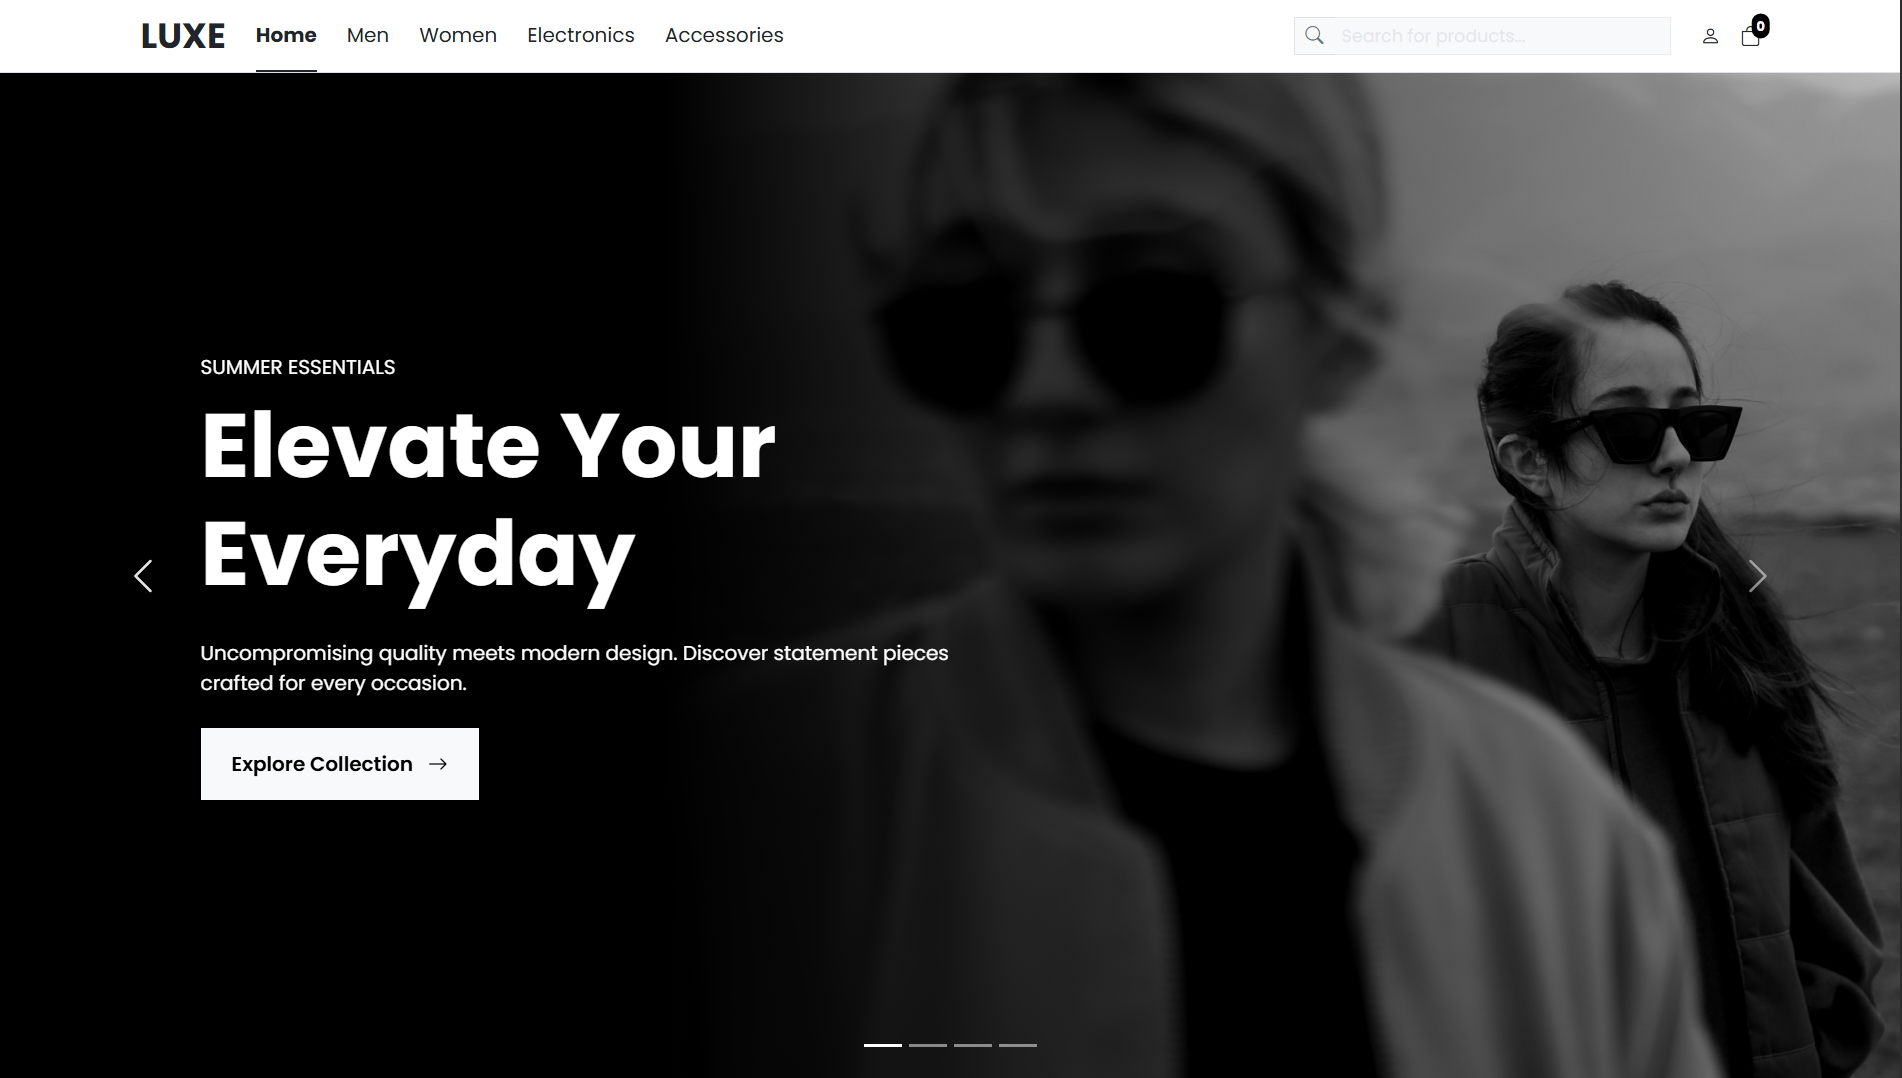 LUXE
Home
Men
Women
Electronics
Accessories
Search for products...
0
SUMMER ESSENTIALS
Elevate Your
Everyday
Uncompromising quality meets modern design. Discover statement pieces
crafted for every occasion.
Explore Collection